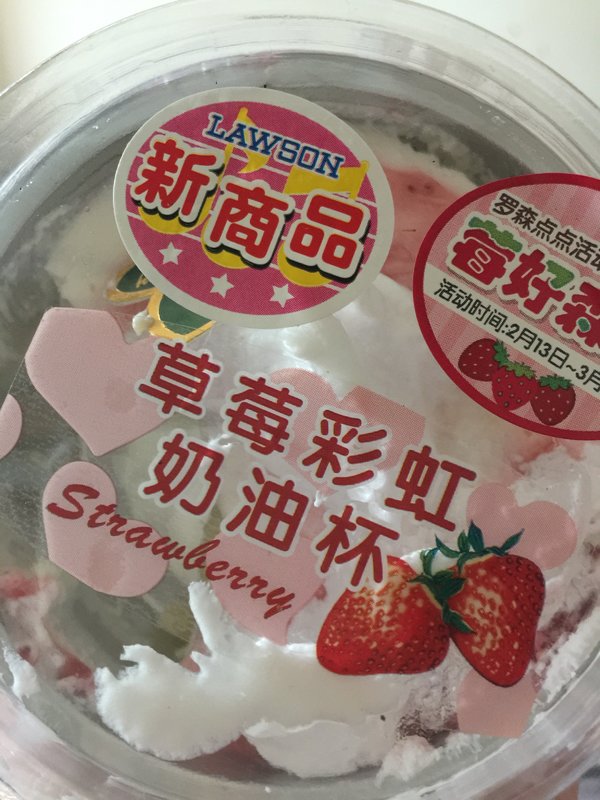 LAWSON
新商品
罗森点点活动
莓好森
活动时间:2月13日~3月
草莓彩虹
奶油杯
Strawberry